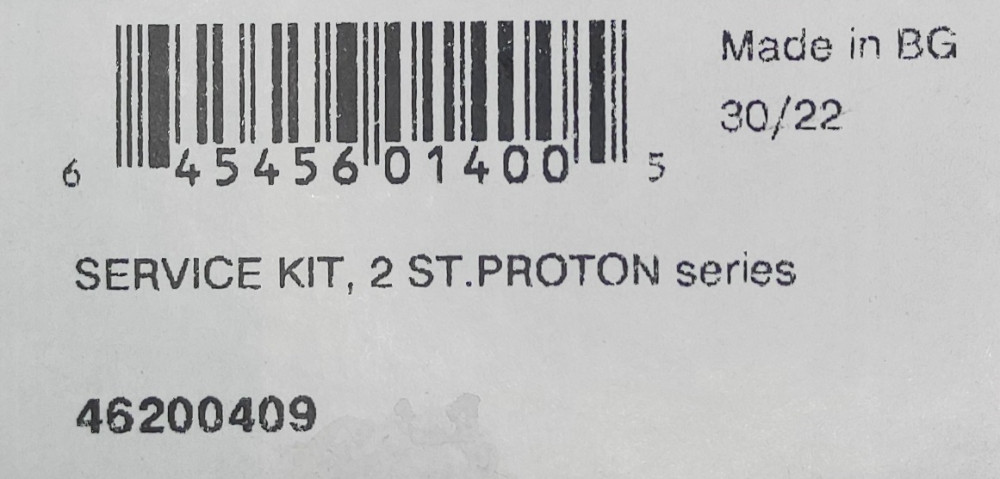 Made in BG
30/22
6 45456 01400 5
SERVICE KIT, 2 ST.PROTON series
46200409